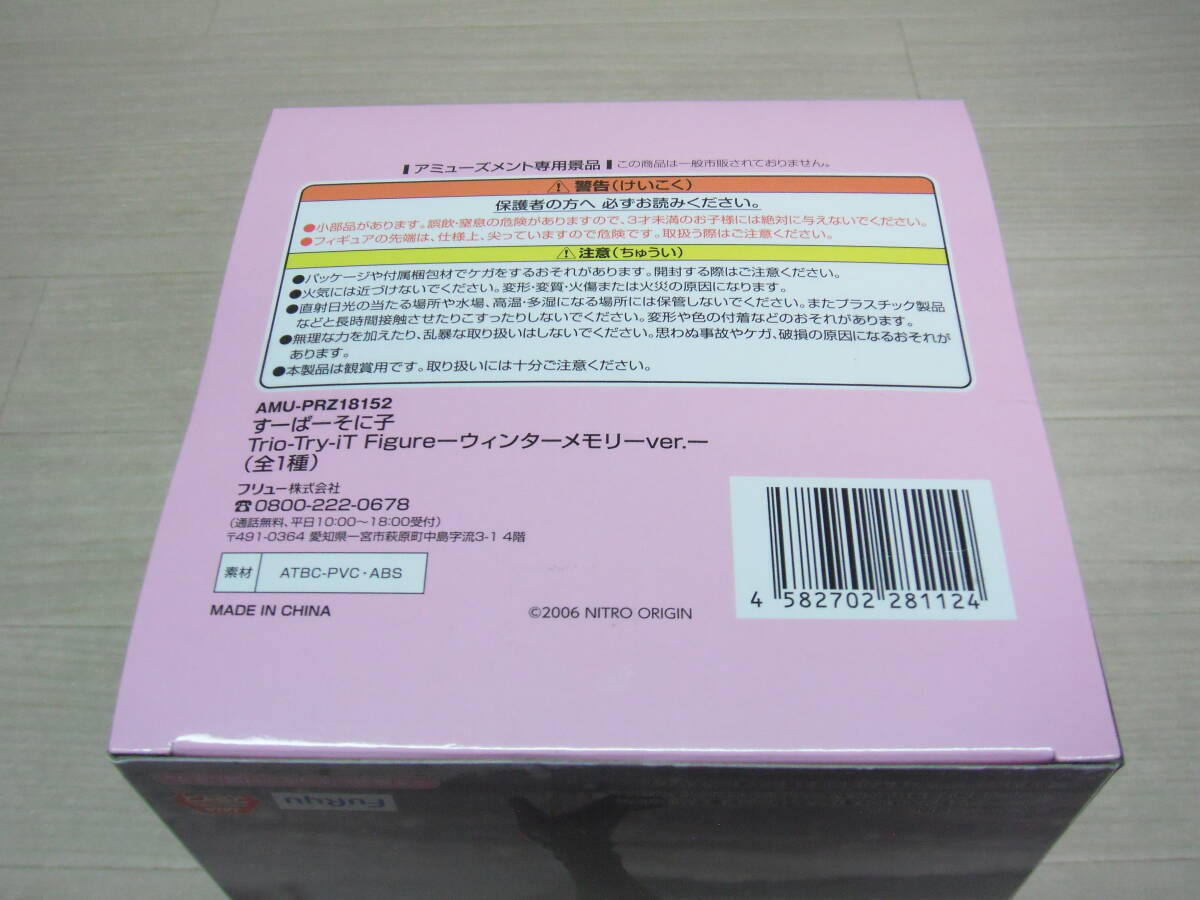 アミューズメント専用景品 この商品は一般市販されておりません。
⚠警告(けいこく)
保護者の方へ 必ずお読みください。
●小部品があります。誤飲・窒息の危険がありますので、3才未満のお子様には絶対に与えないでください。
●フィギュアの先端は、仕様上、尖っていますので危険です。取扱う際はご注意ください。
⚠注意(ちゅうい)
●パッケージや付属梱包材でケガをするおそれがあります。開封する際はご注意ください。
●火気には近づけないでください。変形・変質・火傷または火災の原因になります。
●直射日光の当たる場所や水場、高温・多湿になる場所には保管しないでください。またプラスチック製品
などと長時間接触させたりこすったりしないでください。変形や色の付着などのおそれがあります。
●無理な力を加えたり、乱暴な取り扱いはしないでください。思わぬ事故やケガ、破損の原因になるおそれが
あります。
●本製品は観賞用です。取り扱いには十分ご注意ください。
AMU-PRZ18152
すーぱーそに子
Trio-Try-iT Figureーウィンターメモリーver.ー
(全1種)
フリュー株式会社
☎0800-222-0678
(通話無料、平日10:00~18:00受付)
〒491-0364 愛知県一宮市萩原町中島字流3-1 4階
素材 ATBC-PVC・ABS
MADE IN CHINA
©2006 NITRO ORIGIN
4 582702 281124
FuRyu